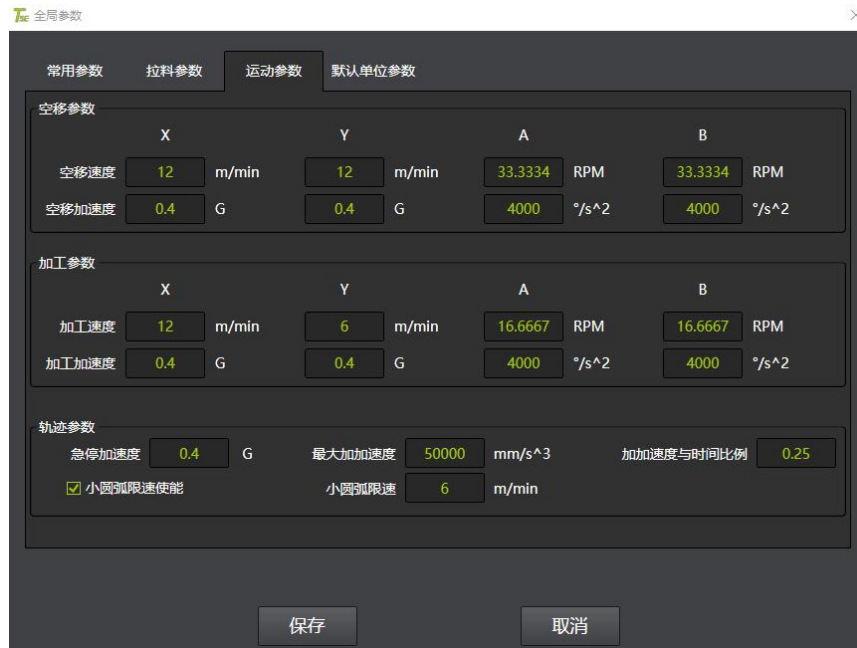 TSE 全局参数
常用参数 拉料参数 运动参数 默认单位参数
空移参数
X Y A B
空移速度 12 m/min 12 m/min 33.3334 RPM 33.3334 RPM
空移加速度 0.4 G 0.4 G 4000 °/s^2 4000 °/s^2
加工参数
X Y A B
加工速度 12 m/min 6 m/min 16.6667 RPM 16.6667 RPM
加工加速度 0.4 G 0.4 G 4000 °/s^2 4000 °/s^2
轨迹参数
急停加速度 0.4 G 最大加加速度 50000 mm/s^3 加加速度与时间比例 0.25
小圆弧限速使能 小圆弧限速 6 m/min
保存 取消